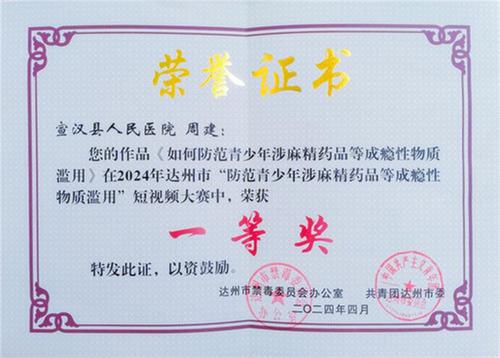 荣誉证书
宣汉县人民医院 周建：
您的作品《如何防范青少年涉麻精药品等成瘾性物质
滥用》在2024年达州市“防范青少年涉麻精药品等成瘾性
物质滥用”短视频大赛中，荣获
一等奖
特发此证，以资鼓励。
达州市禁毒委员会办公室 共青团达州市委
二〇二四年四月